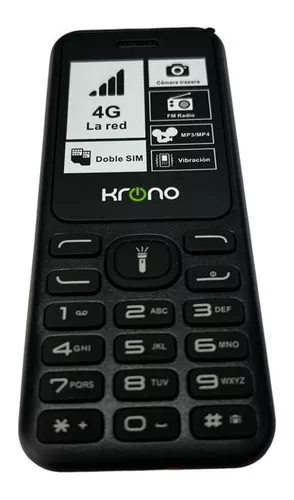 4G
La red
Cámara trasera
FM Radio
MP3/MP4
Doble SIM
Vibración
KRONO
1
2 ABC
3 DEF
4 GHI
5 JKL
6 MNO
7 PQRS
8 TUV
9 WXYZ
* +
0
#